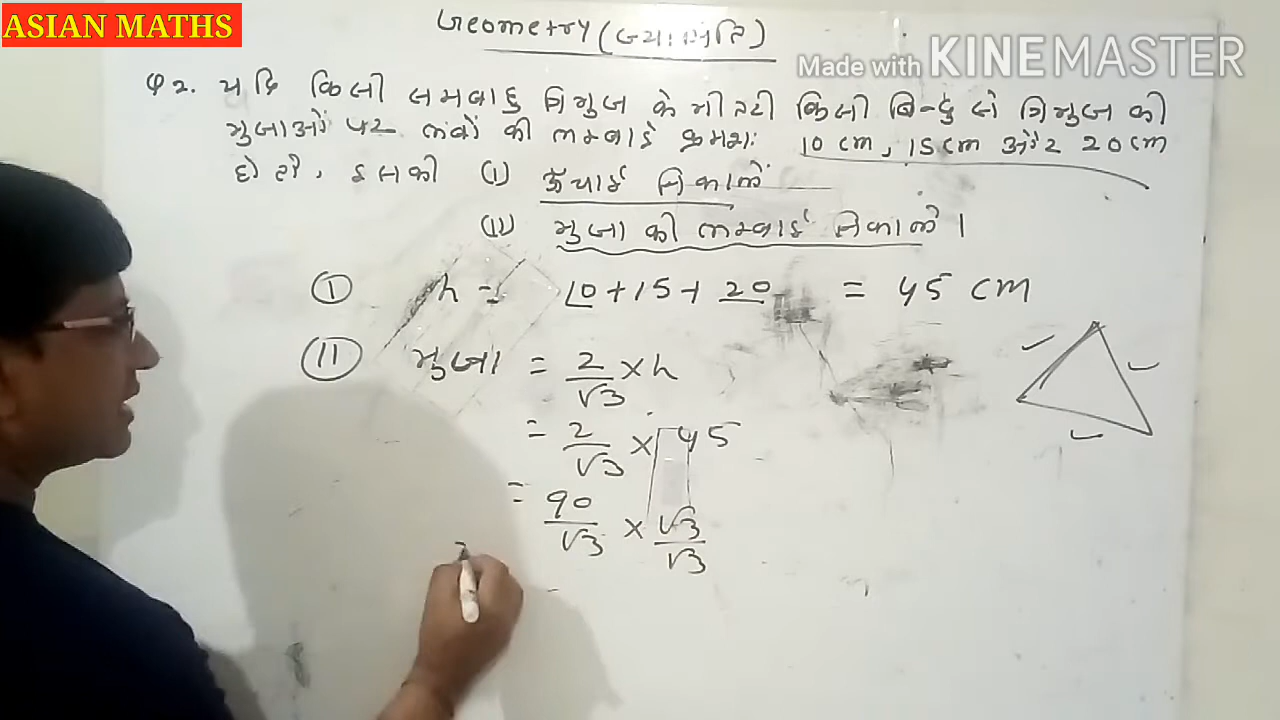 ASIAN MATHS
Geometry (ज्यामिति)
Made with KINEMASTER
Q 2. यदि किसी समबाहु त्रिभुज के भीतरी किसी बिन्दु से त्रिभुज की
भुजाओं पर लंबों की लम्बाई क्रमशः 10 cm, 15 cm और 20 cm
हो तो, इसकी (I) ऊँचाई निकालें
(II) भुजा की लम्बाई निकालें ।
(I) h = 10 + 15 + 20 = 45 cm
(II) भुजा = 2/√3 × h
= 2/√3 × 45
= 90/√3 × √3/√3